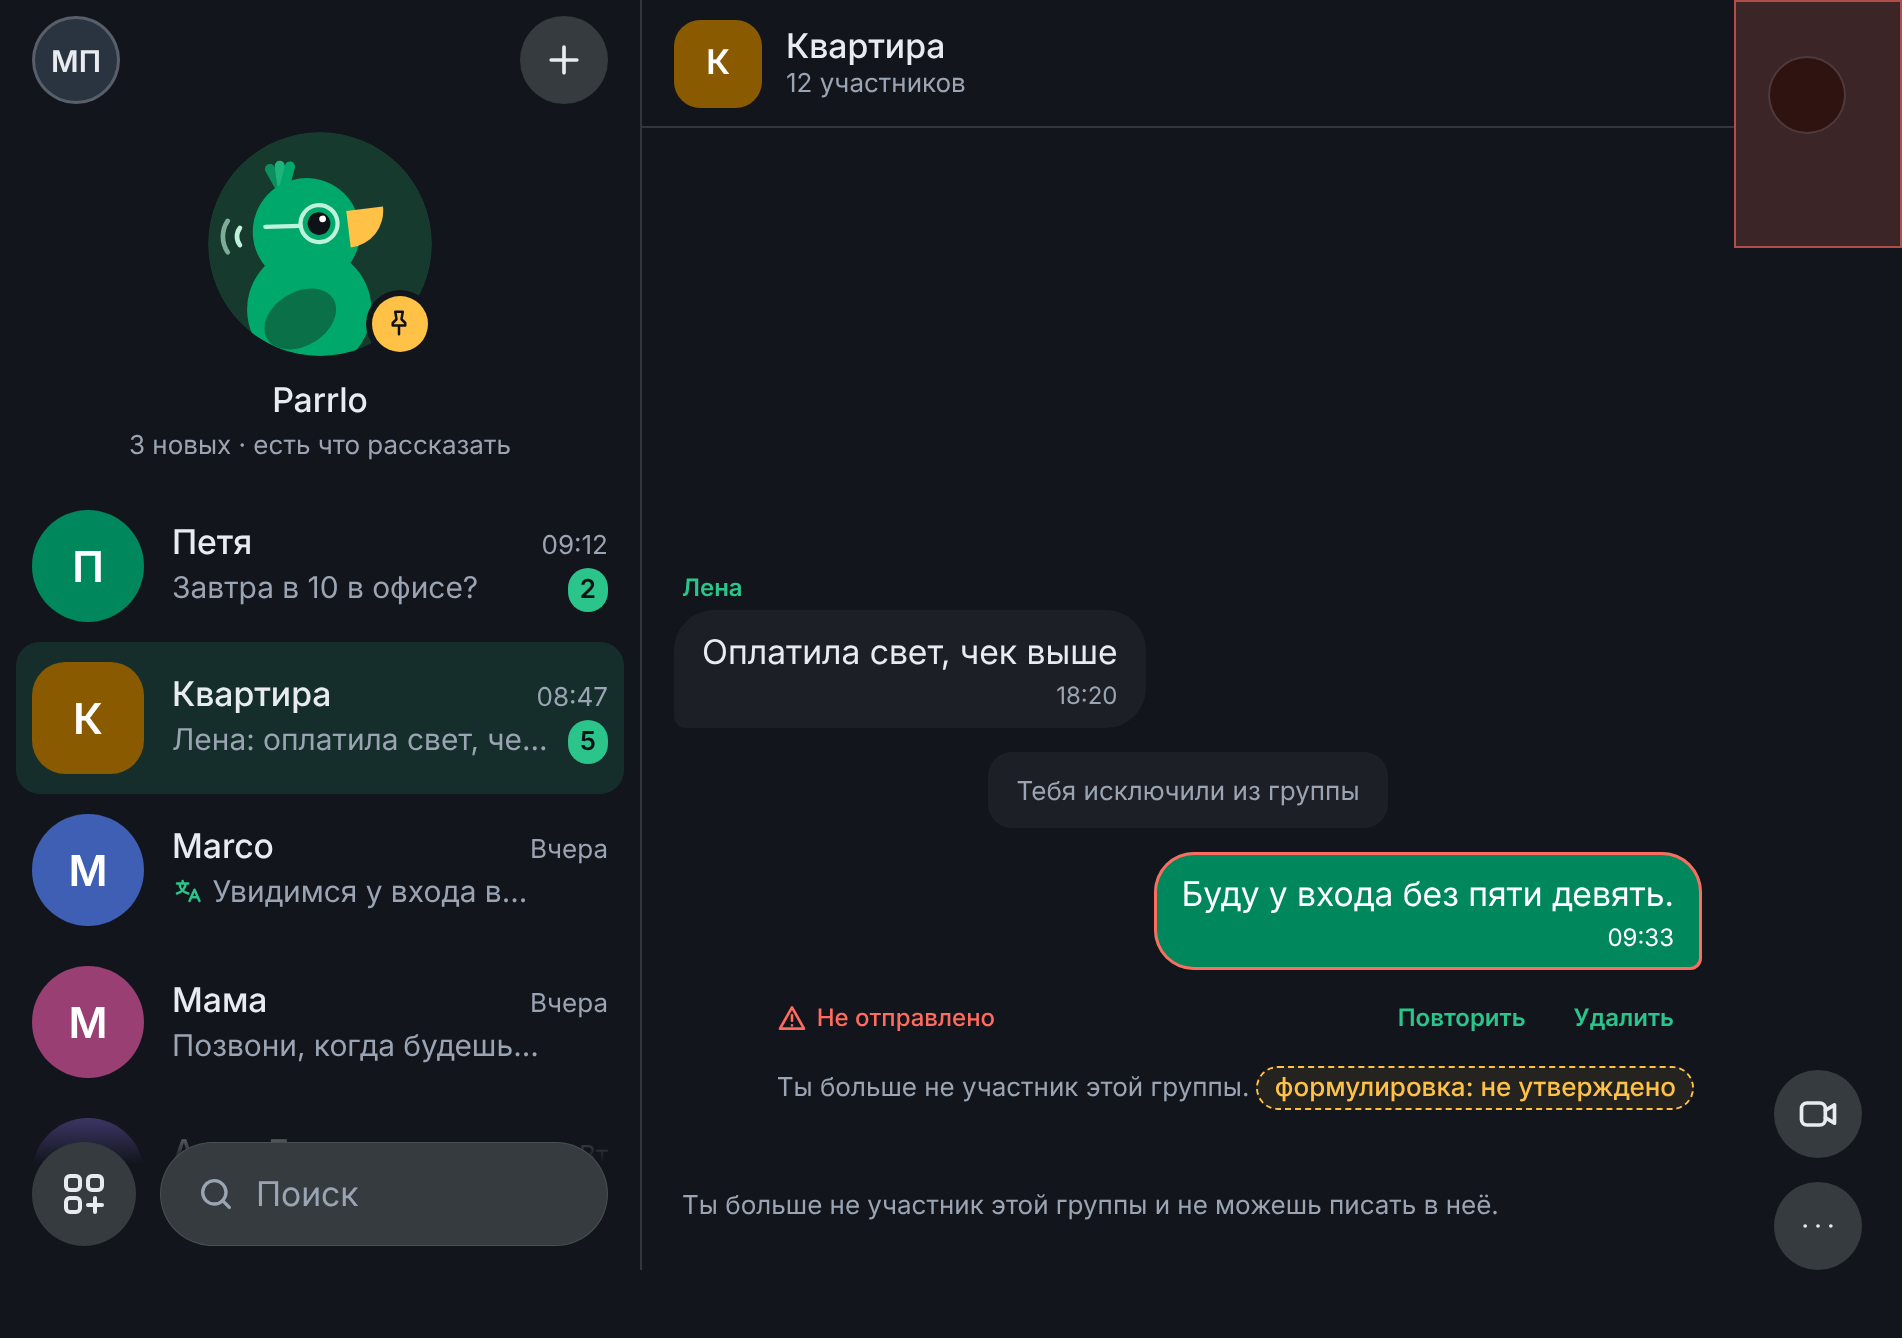 МП
Parrlo
3 новых · есть что рассказать
П
Петя
09:12
Завтра в 10 в офисе?
2
К
Квартира
08:47
Лена: оплатила свет, че...
5
M
Marco
Вчера
Увидимся у входа в...
М
Мама
Вчера
Позвони, когда будешь...
Вт
Поиск
К
Квартира
12 участников
Лена
Оплатила свет, чек выше
18:20
Тебя исключили из группы
Буду у входа без пяти девять.
09:33
Не отправлено
Повторить
Удалить
Ты больше не участник этой группы. формулировка: не утверждено
Ты больше не участник этой группы и не можешь писать в неё.